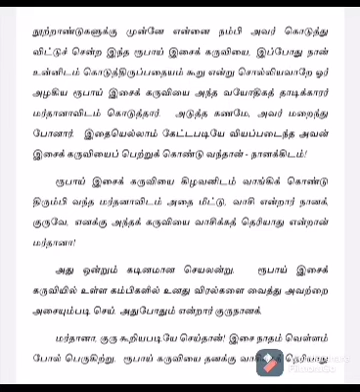 நூற்றாண்டுகளுக்கு முன்னே என்னை நம்பி அவர் கொடுத்து
விட்டுச் சென்ற இந்த ரூபாய் இசைக் கருவியை, இப்போது நான்
உன்னிடம் கொடுத்திருப்பதையும் கூறு என்று சொல்லியவாறே ஓர்
அழகிய ரூபாய் இசைக் கருவியை அந்த வயோதிகத் தாடிக்காரர்
மர்தானாவிடம் கொடுத்தார். அடுத்த கணமே, அவர் மறைந்து
போனார். இதையெல்லாம் கேட்டபடியே வியப்படைந்த அவன்
இசைக் கருவியைப் பெற்றுக் கொண்டு வந்தான் - நானக்கிடம்!
ரூபாய் இசைக் கருவியை கிழவனிடம் வாங்கிக் கொண்டு
திரும்பி வந்த மர்தனாவிடம் அதை மீட்டு, வாசி என்றார் நானக்,
குருவே, எனக்கு அந்தக் கருவியை வாசிக்கத் தெரியாது என்றான்
மர்தானா!
அது ஒன்றும் கடினமான செயலன்று. ரூபாய் இசைக்
கருவியில் உள்ள கம்பிகளில் உனது விரல்களை வைத்து அவற்றை
அசையும்படி செய். அதுபோதும் என்றார் குருநானக்.
மர்தானா, குரு கூறியபடியே செய்தான்! இசை நாதம் வெள்ளம்
போல் பெருகிற்று. ரூபாய் கருவியை தனக்கு தெரியாது